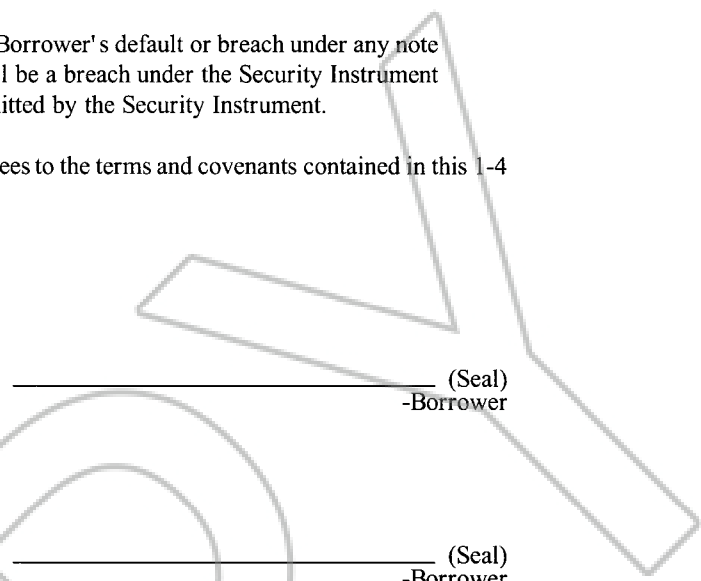 Borrower's default or breach under any note
l be a breach under the Security Instrument
itted by the Security Instrument.
ees to the terms and covenants contained in this 1-4
(Seal)
-Borrower
(Seal)
-Borrower